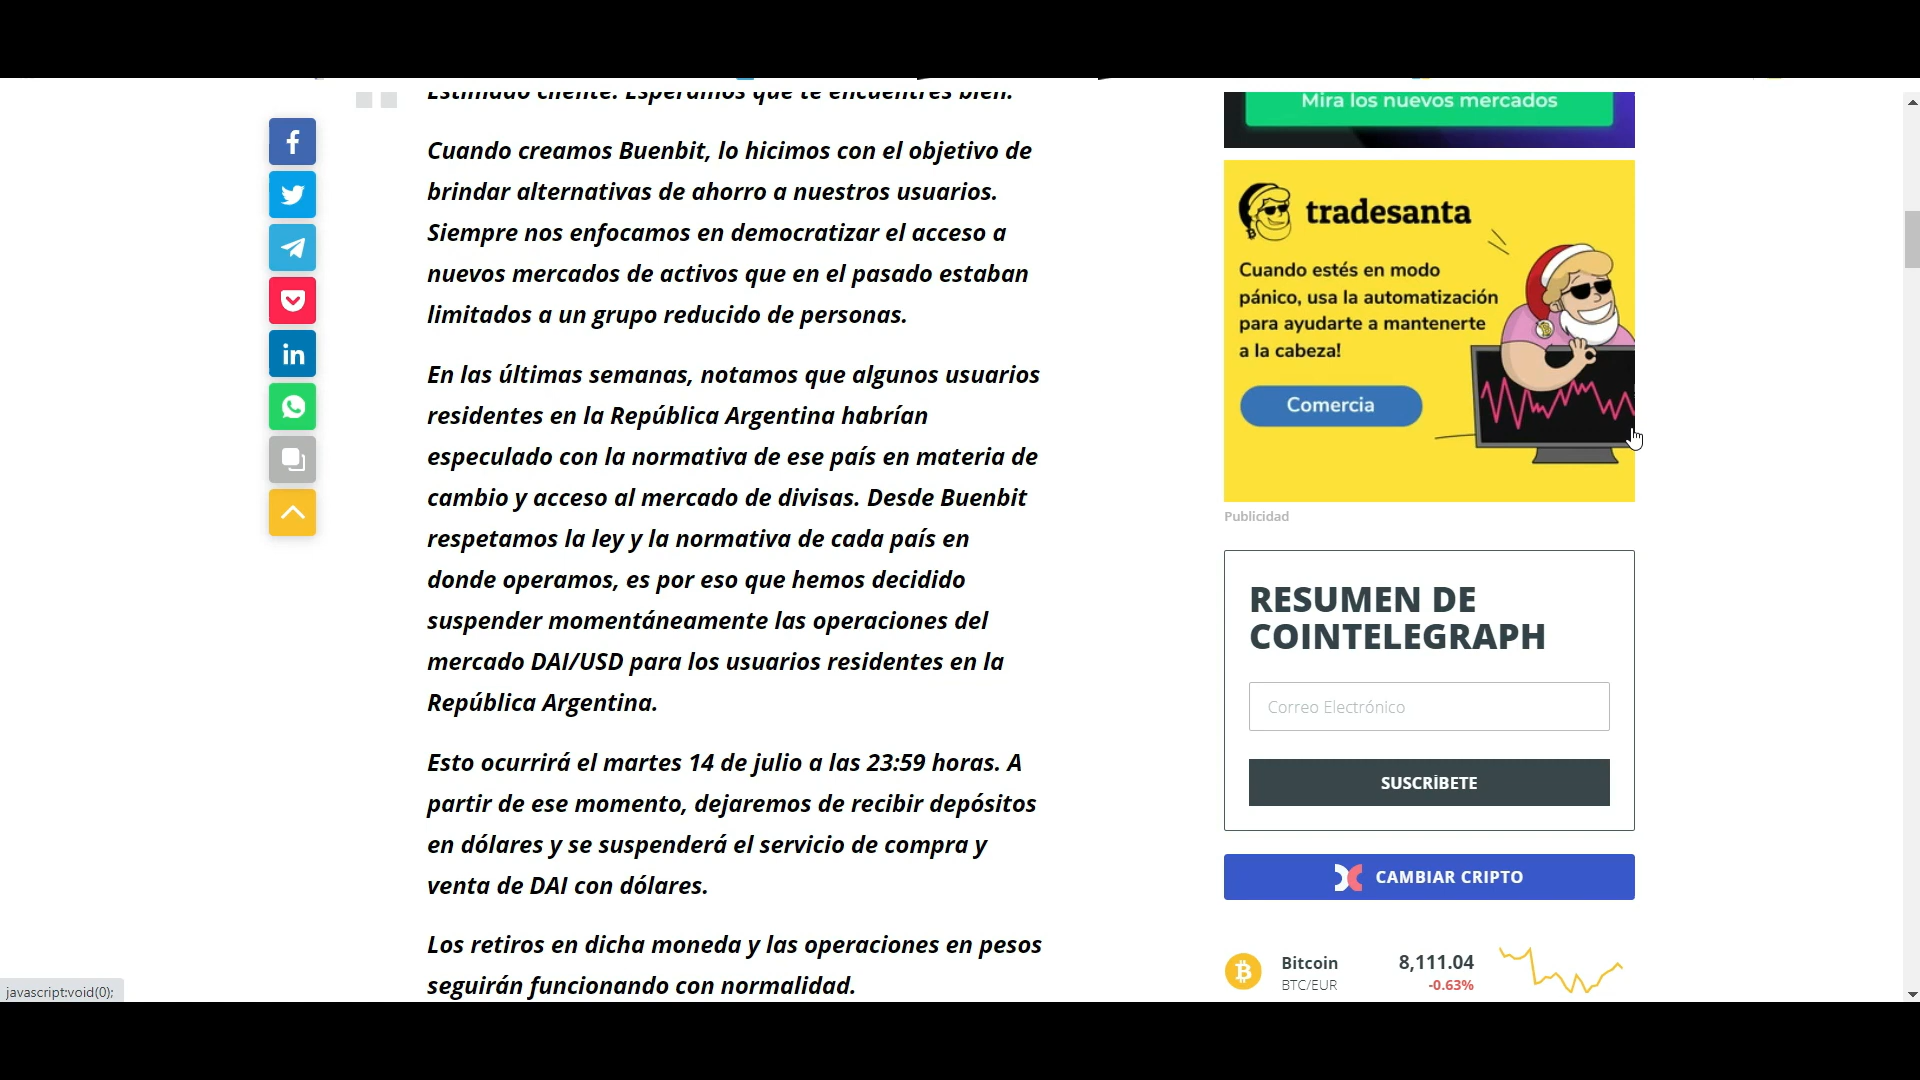 Estimado cliente: Esperamos que te encuentres bien.
Cuando creamos Buenbit, lo hicimos con el objetivo de
brindar alternativas de ahorro a nuestros usuarios.
Siempre nos enfocamos en democratizar el acceso a
nuevos mercados de activos que en el pasado estaban
limitados a un grupo reducido de personas.
En las últimas semanas, notamos que algunos usuarios
residentes en la República Argentina habrían
especulado con la normativa de ese país en materia de
cambio y acceso al mercado de divisas. Desde Buenbit
respetamos la ley y la normativa de cada país en
donde operamos, es por eso que hemos decidido
suspender momentáneamente las operaciones del
mercado DAI/USD para los usuarios residentes en la
República Argentina.
Esto ocurrirá el martes 14 de julio a las 23:59 horas. A
partir de ese momento, dejaremos de recibir depósitos
en dólares y se suspenderá el servicio de compra y
venta de DAI con dólares.
Los retiros en dicha moneda y las operaciones en pesos
seguirán funcionando con normalidad.
Mira los nuevos mercados
tradesanta
Cuando estés en modo
pánico, usa la automatización
para ayudarte a mantenerte
a la cabeza!
Comercia
Publicidad
RESUMEN DE
COINTELEGRAPH
Correo Electrónico
SUSCRÍBETE
CAMBIAR CRIPTO
Bitcoin 8,111.04
BTC/EUR -0.63%
javascript:void(0);